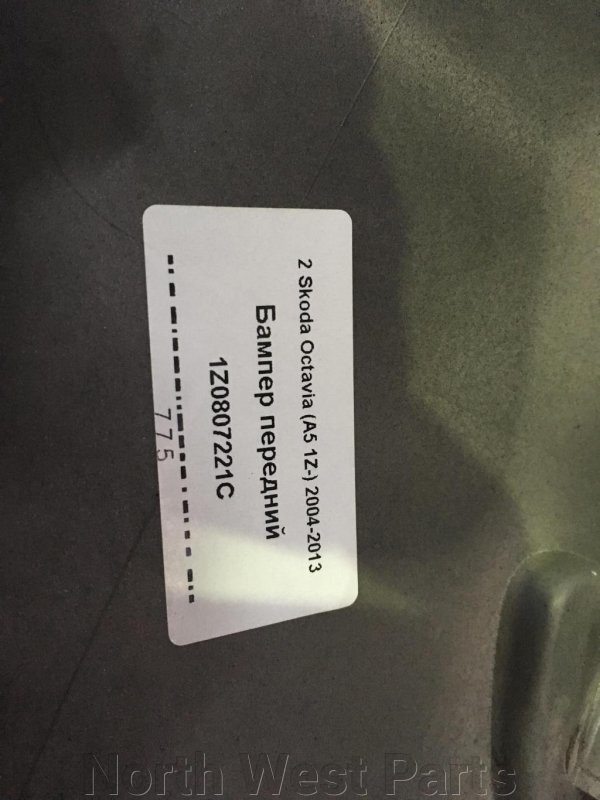 2 Skoda Octavia (A5 1Z-) 2004-2013
Бампер передний
1Z0807221C
775
North West Parts